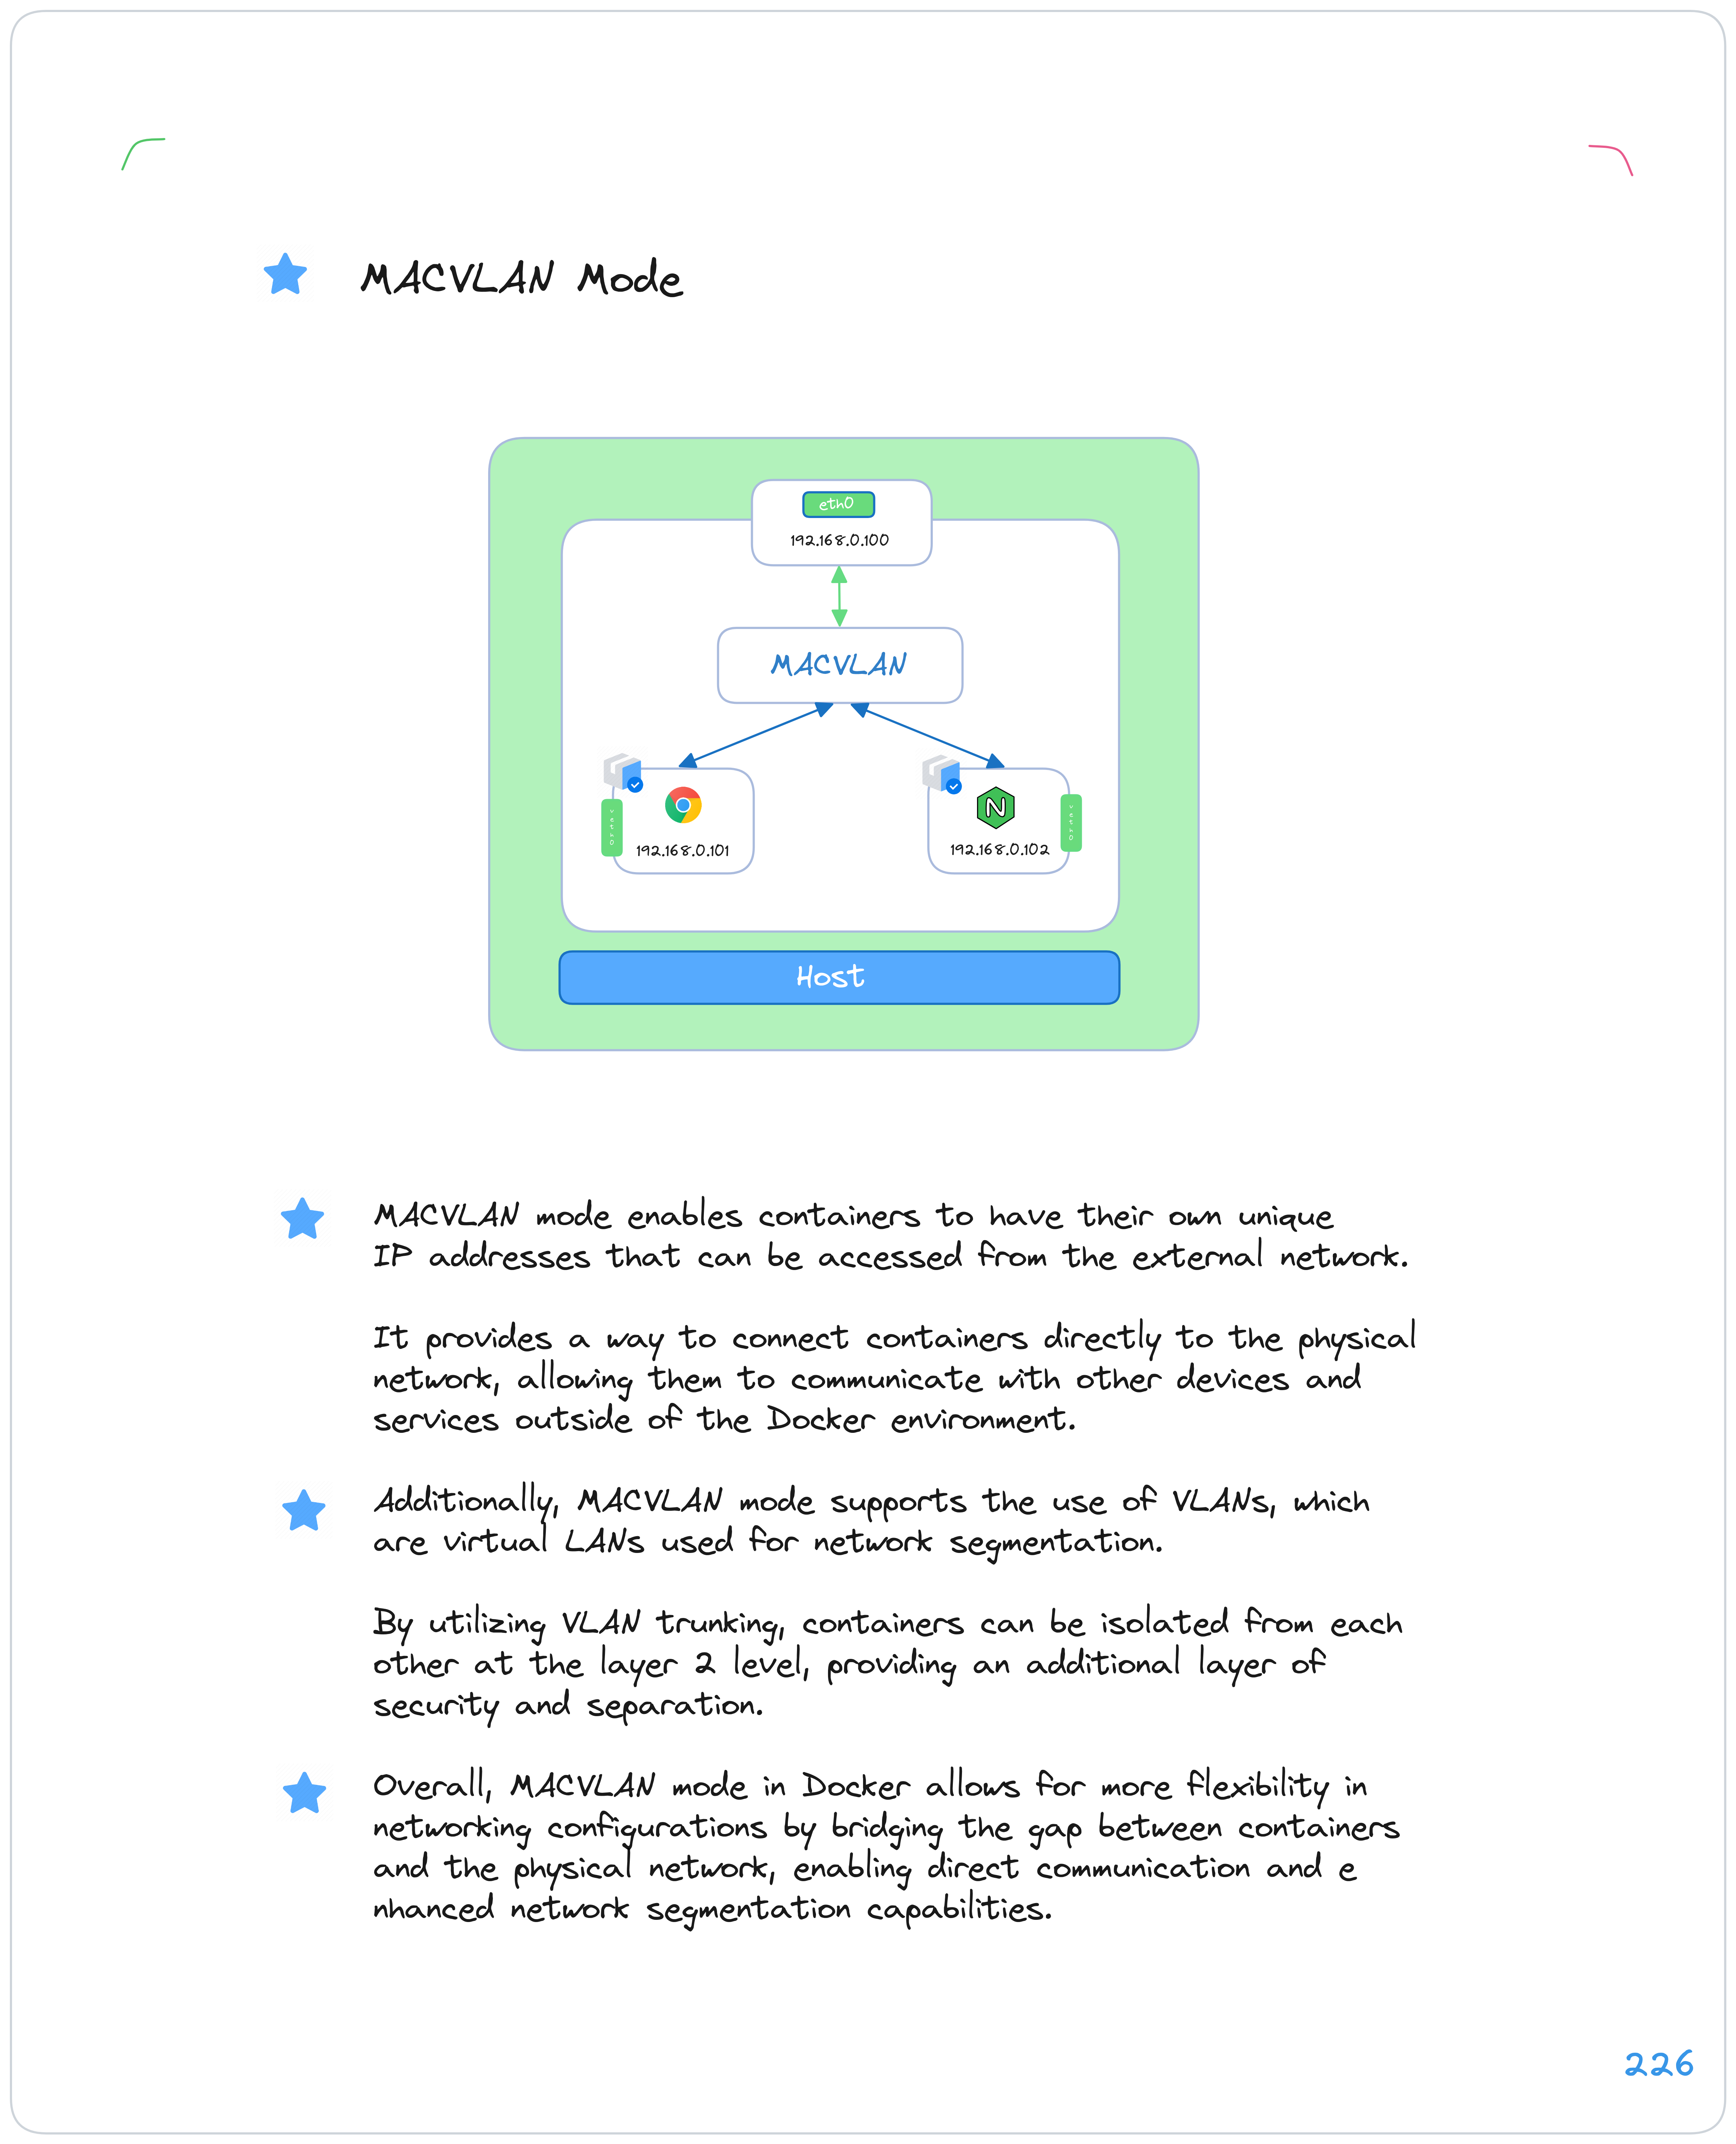 MACVLAN Mode
eth0
192.168.0.100
MACVLAN
veth0
192.168.0.101
192.168.0.102
veth0
Host
MACVLAN mode enables containers to have their own unique
IP addresses that can be accessed from the external network.
It provides a way to connect containers directly to the physical
network, allowing them to communicate with other devices and
services outside of the Docker environment.
Additionally, MACVLAN mode supports the use of VLANs, which
are virtual LANs used for network segmentation.
By utilizing VLAN trunking, containers can be isolated from each
other at the layer 2 level, providing an additional layer of
security and separation.
Overall, MACVLAN mode in Docker allows for more flexibility in
networking configurations by bridging the gap between containers
and the physical network, enabling direct communication and e
nhanced network segmentation capabilities.
226